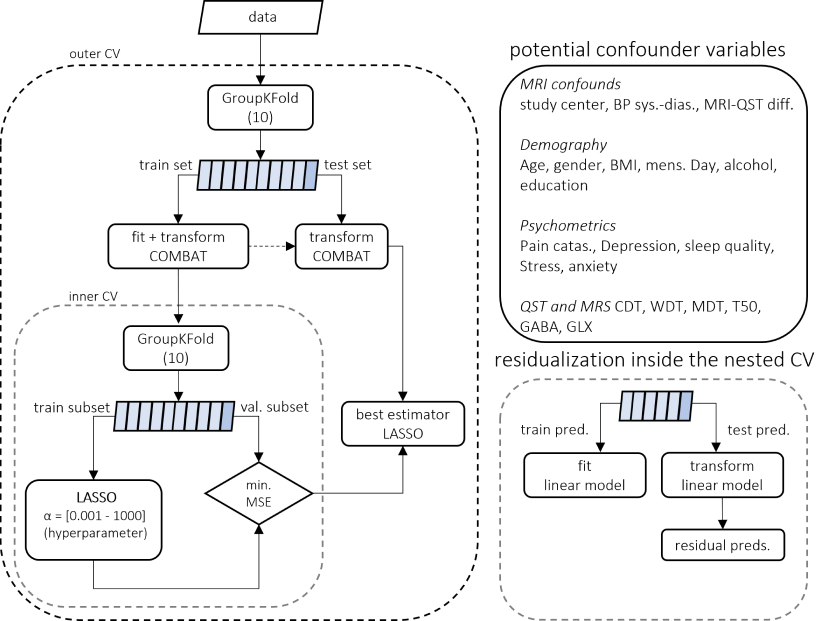 data
outer CV
GroupKFold
(10)
train set
test set
fit + transform
COMBAT
transform
COMBAT
inner CV
GroupKFold
(10)
train subset
val. subset
best estimator
LASSO
LASSO
α = [0.001 - 1000]
(hyperparameter)
min.
MSE
potential confounder variables
MRI confounds
study center, BP sys.-dias., MRI-QST diff.
Demography
Age, gender, BMI, mens. Day, alcohol,
education
Psychometrics
Pain catas., Depression, sleep quality,
Stress, anxiety
QST and MRS CDT, WDT, MDT, T50,
GABA, GLX
residualization inside the nested CV
train pred.
test pred.
fit
linear model
transform
linear model
residual preds.